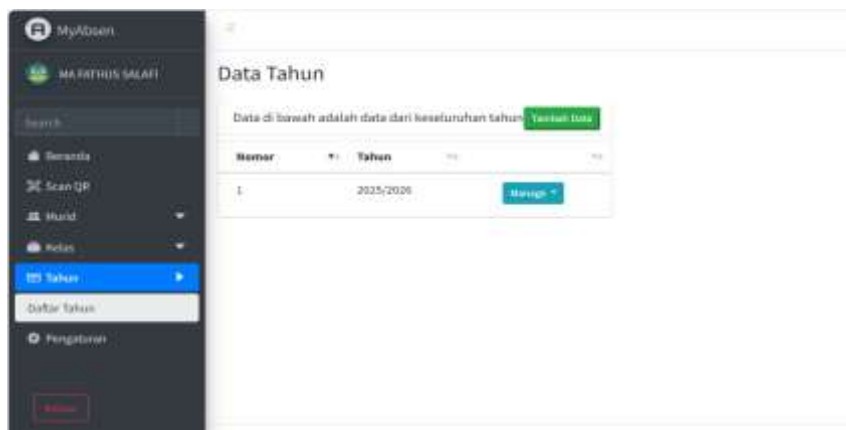 MyAbsen
MA FATHUS SALAFI
Search
Beranda
Scan QR
Murid
Kelas
Tahun
Daftar Tahun
Pengaturan
Data Tahun
Data di bawah adalah data dari keseluruhan tahun
Tambah Data
Nomor Tahun
1 2025/2026 Manage